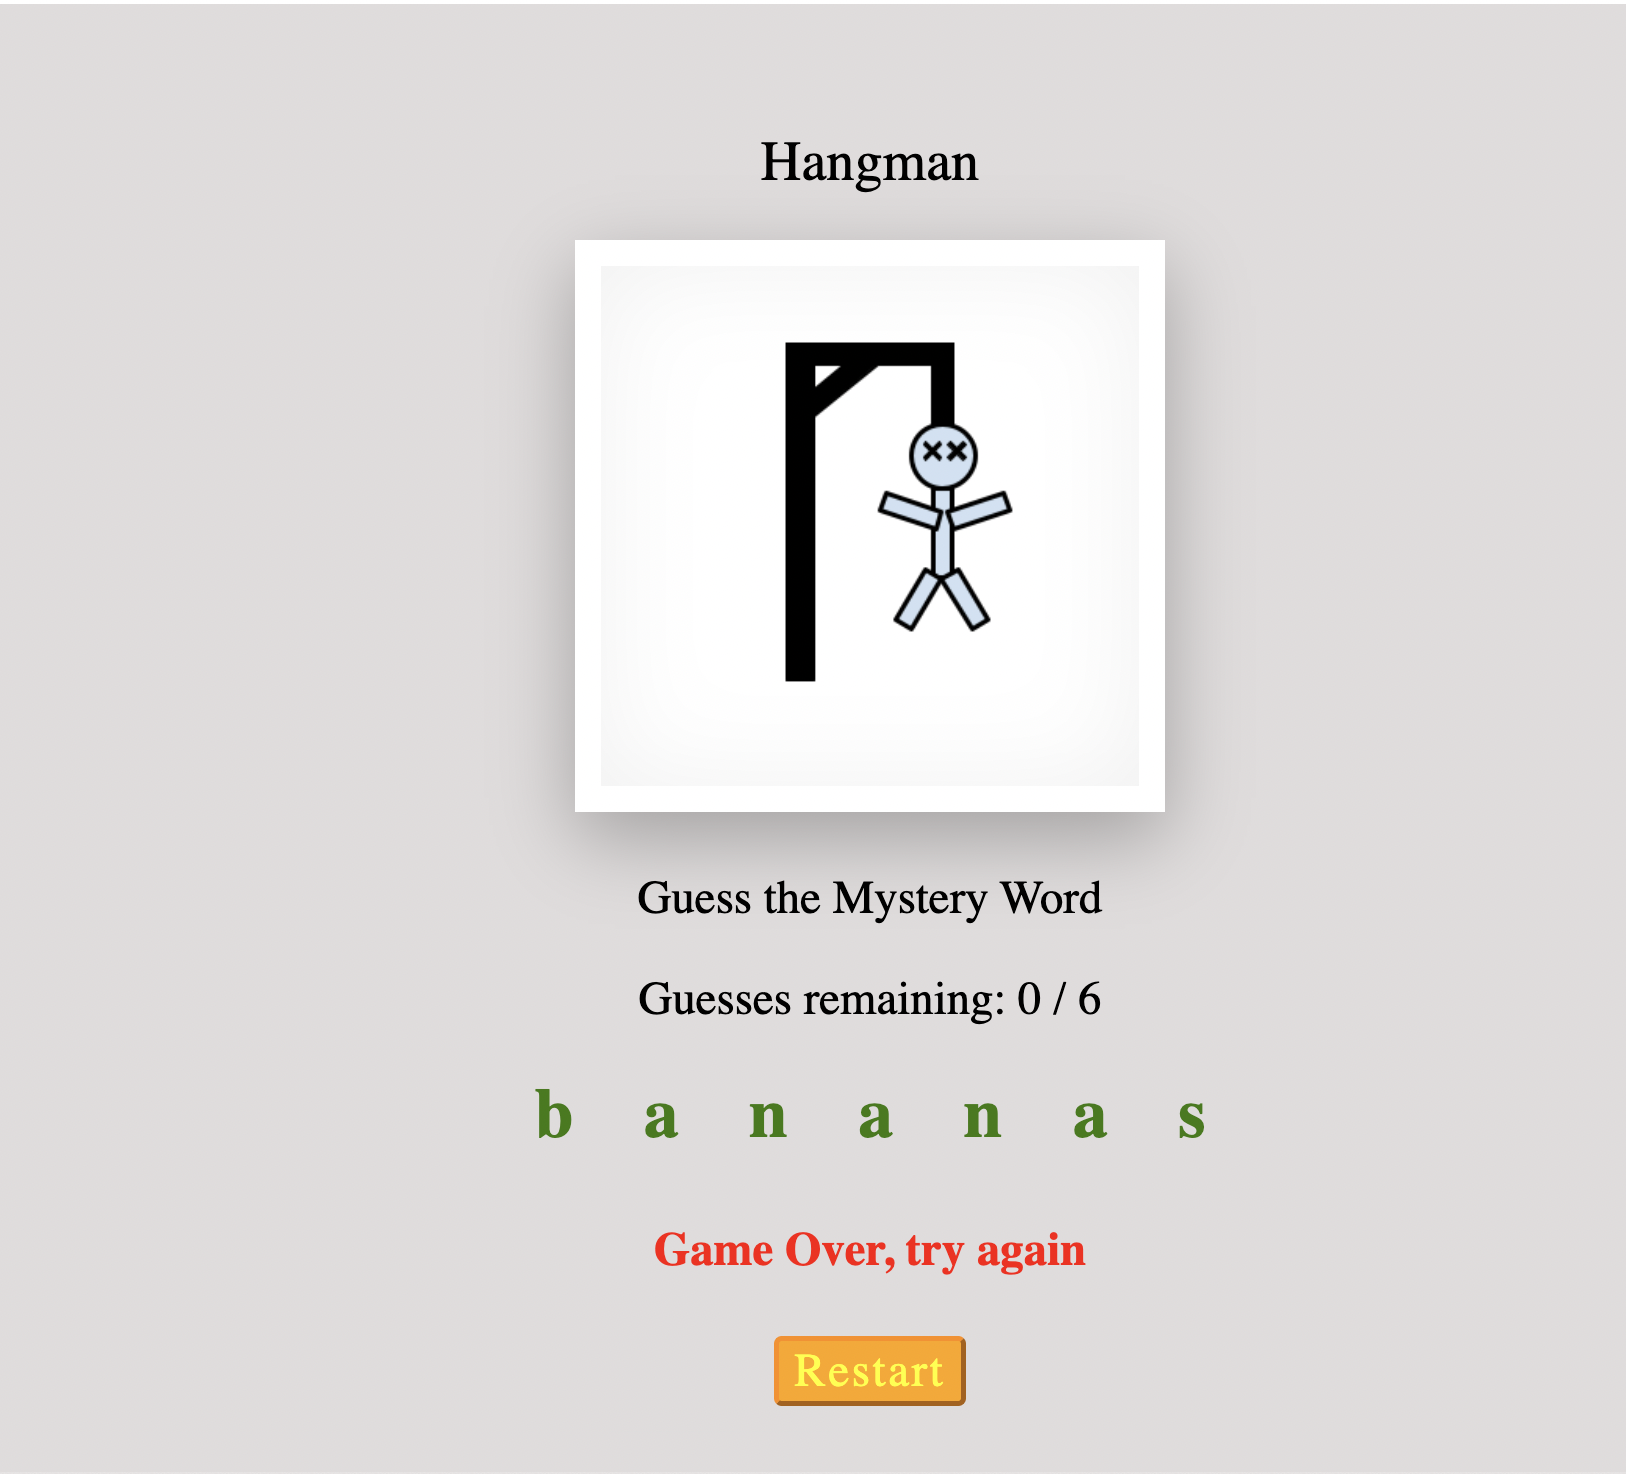 Hangman
Guess the Mystery Word
Guesses remaining: 0 / 6
b a n a n a s
Game Over, try again
Restart